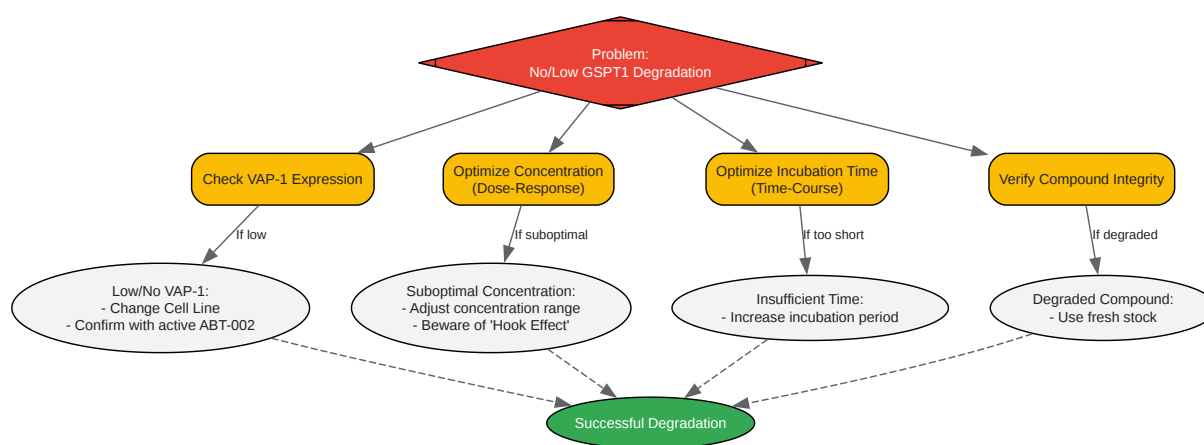 Problem:
No/Low GSPT1 Degradation
Check VAP-1 Expression
Optimize Concentration
(Dose-Response)
Optimize Incubation Time
(Time-Course)
Verify Compound Integrity
If low
If suboptimal
If too short
If degraded
Low/No VAP-1:
- Change Cell Line
- Confirm with active ABT-002
Suboptimal Concentration:
- Adjust concentration range
- Beware of 'Hook Effect'
Insufficient Time:
- Increase incubation period
Degraded Compound:
- Use fresh stock
Successful Degradation